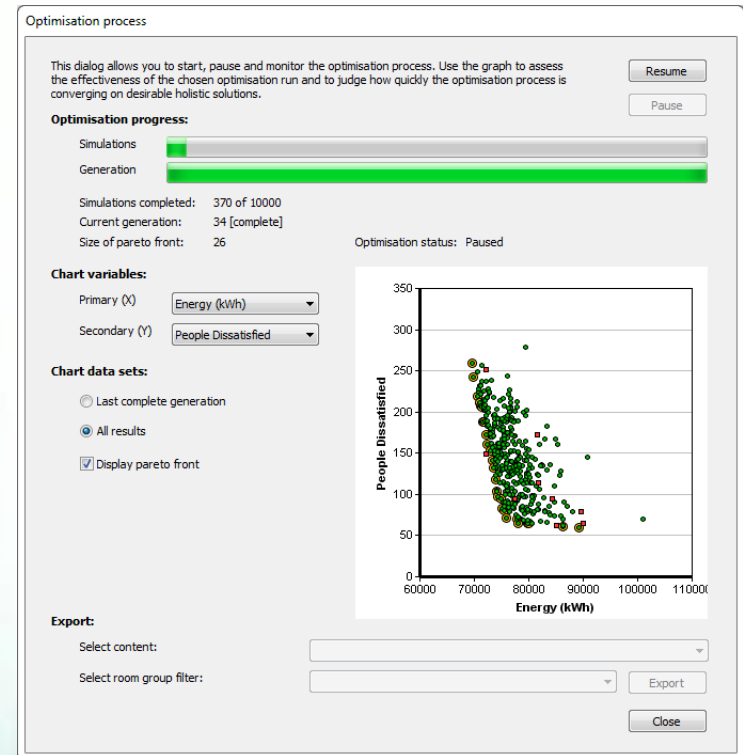 Optimisation process
This dialog allows you to start, pause and monitor the optimisation process. Use the graph to assess
the effectiveness of the chosen optimisation run and to judge how quickly the optimisation process is
converging on desirable holistic solutions.
Resume
Pause
Optimisation progress:
Simulations
Generation
Simulations completed: 370 of 10000
Current generation: 34 [complete]
Size of pareto front: 26
Optimisation status: Paused
Chart variables:
Primary (X) Energy (kWh)
Secondary (Y) People Dissatisfied
Chart data sets:
Last complete generation
All results
Display pareto front
350
300
250
200
150
100
50
0
People Dissatisfied
60000 70000 80000 90000 100000 110000
Energy (kWh)
Export:
Select content:
Select room group filter:
Export
Close